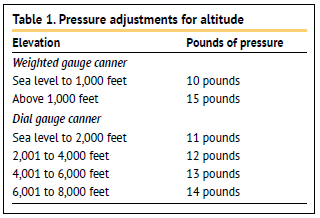 Table 1. Pressure adjustments for altitude
Elevation Pounds of pressure
Weighted gauge canner
Sea level to 1,000 feet 10 pounds
Above 1,000 feet 15 pounds
Dial gauge canner
Sea level to 2,000 feet 11 pounds
2,001 to 4,000 feet 12 pounds
4,001 to 6,000 feet 13 pounds
6,001 to 8,000 feet 14 pounds